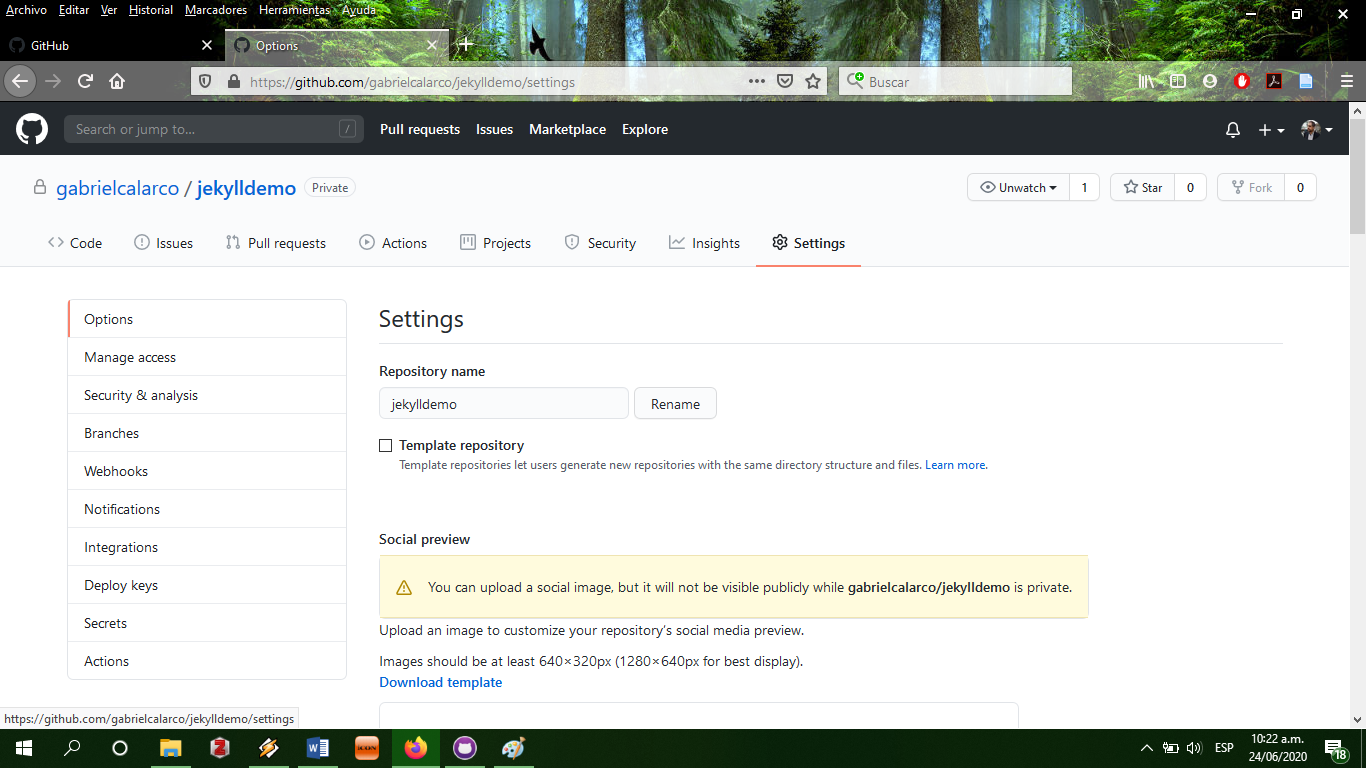 Archivo Editar Ver Historial Marcadores Herramientas Ayuda
GitHub
Options
https://github.com/gabrielcalarco/jekylldemo/settings
Buscar
Search or jump to... /
Pull requests Issues Marketplace Explore
gabrielcalarco / jekylldemo Private
Unwatch 1 Star 0 Fork 0
Code Issues Pull requests Actions Projects Security Insights Settings
Options
Manage access
Security & analysis
Branches
Webhooks
Notifications
Integrations
Deploy keys
Secrets
Actions
Settings
Repository name
jekylldemo Rename
Template repository
Template repositories let users generate new repositories with the same directory structure and files. Learn more.
Social preview
You can upload a social image, but it will not be visible publicly while gabrielcalarco/jekylldemo is private.
Upload an image to customize your repository’s social media preview.
Images should be at least 640×320px (1280×640px for best display).
Download template
https://github.com/gabrielcalarco/jekylldemo/settings
ESP
10:22 a.m.
24/06/2020
18